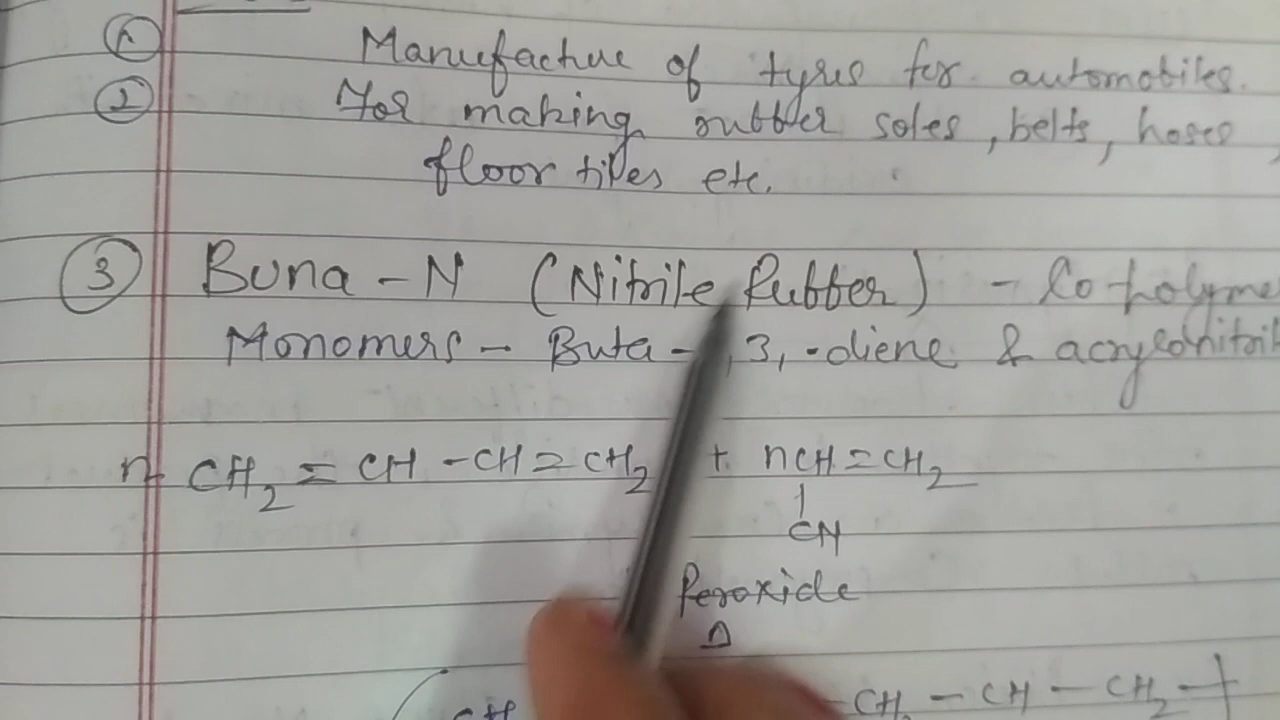 ① Manufactue of tyres for automobiles.
② For making rubber soles, belts, hoses,
floor tiles etc.
③ Buna-N (Nitrile Rubber) - Co-polyme
Monomers - Buta- ,3,-diene & acrylonitril
n CH₂=CH-CH=CH₂ + nCH=CH₂
CN
Peroxide
Δ
CH₂-CH-CH₂